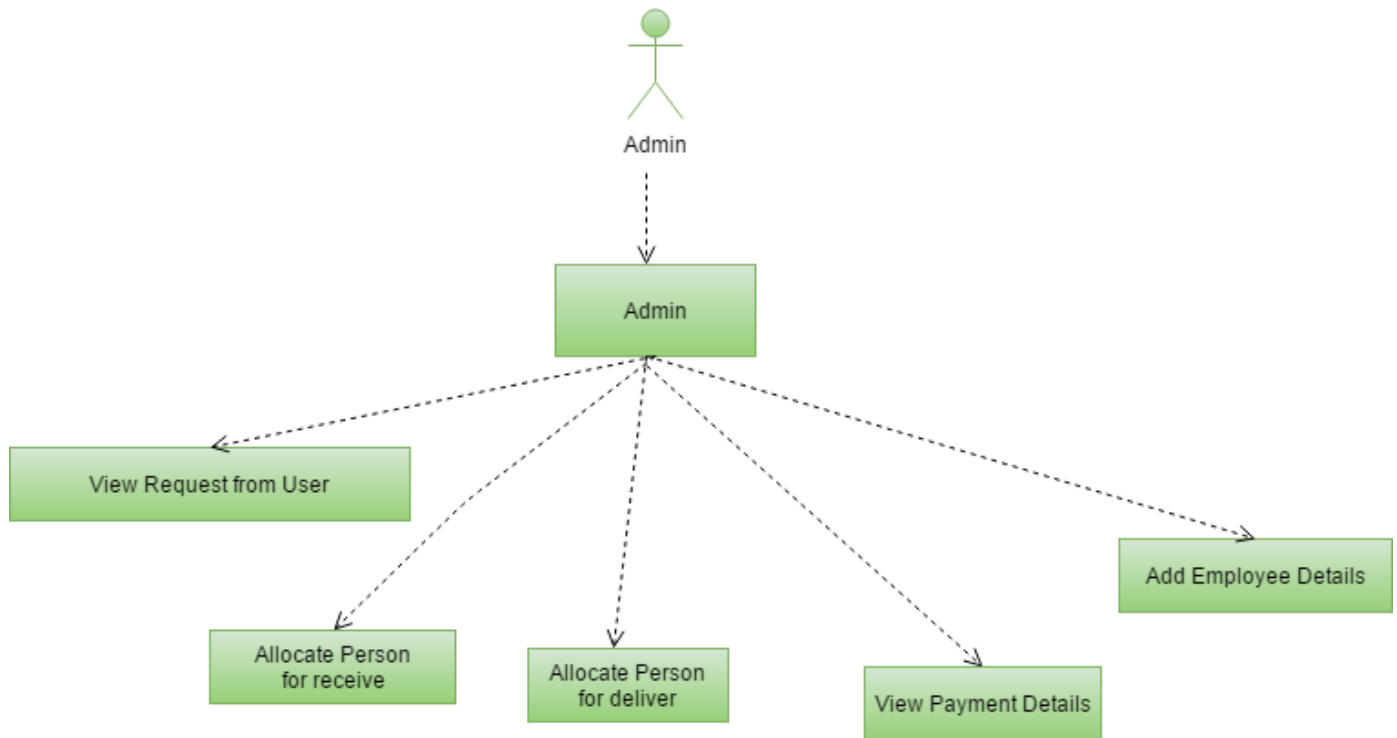 Admin
Admin
View Request from User
Add Employee Details
Allocate Person
for receive
Allocate Person
for deliver
View Payment Details